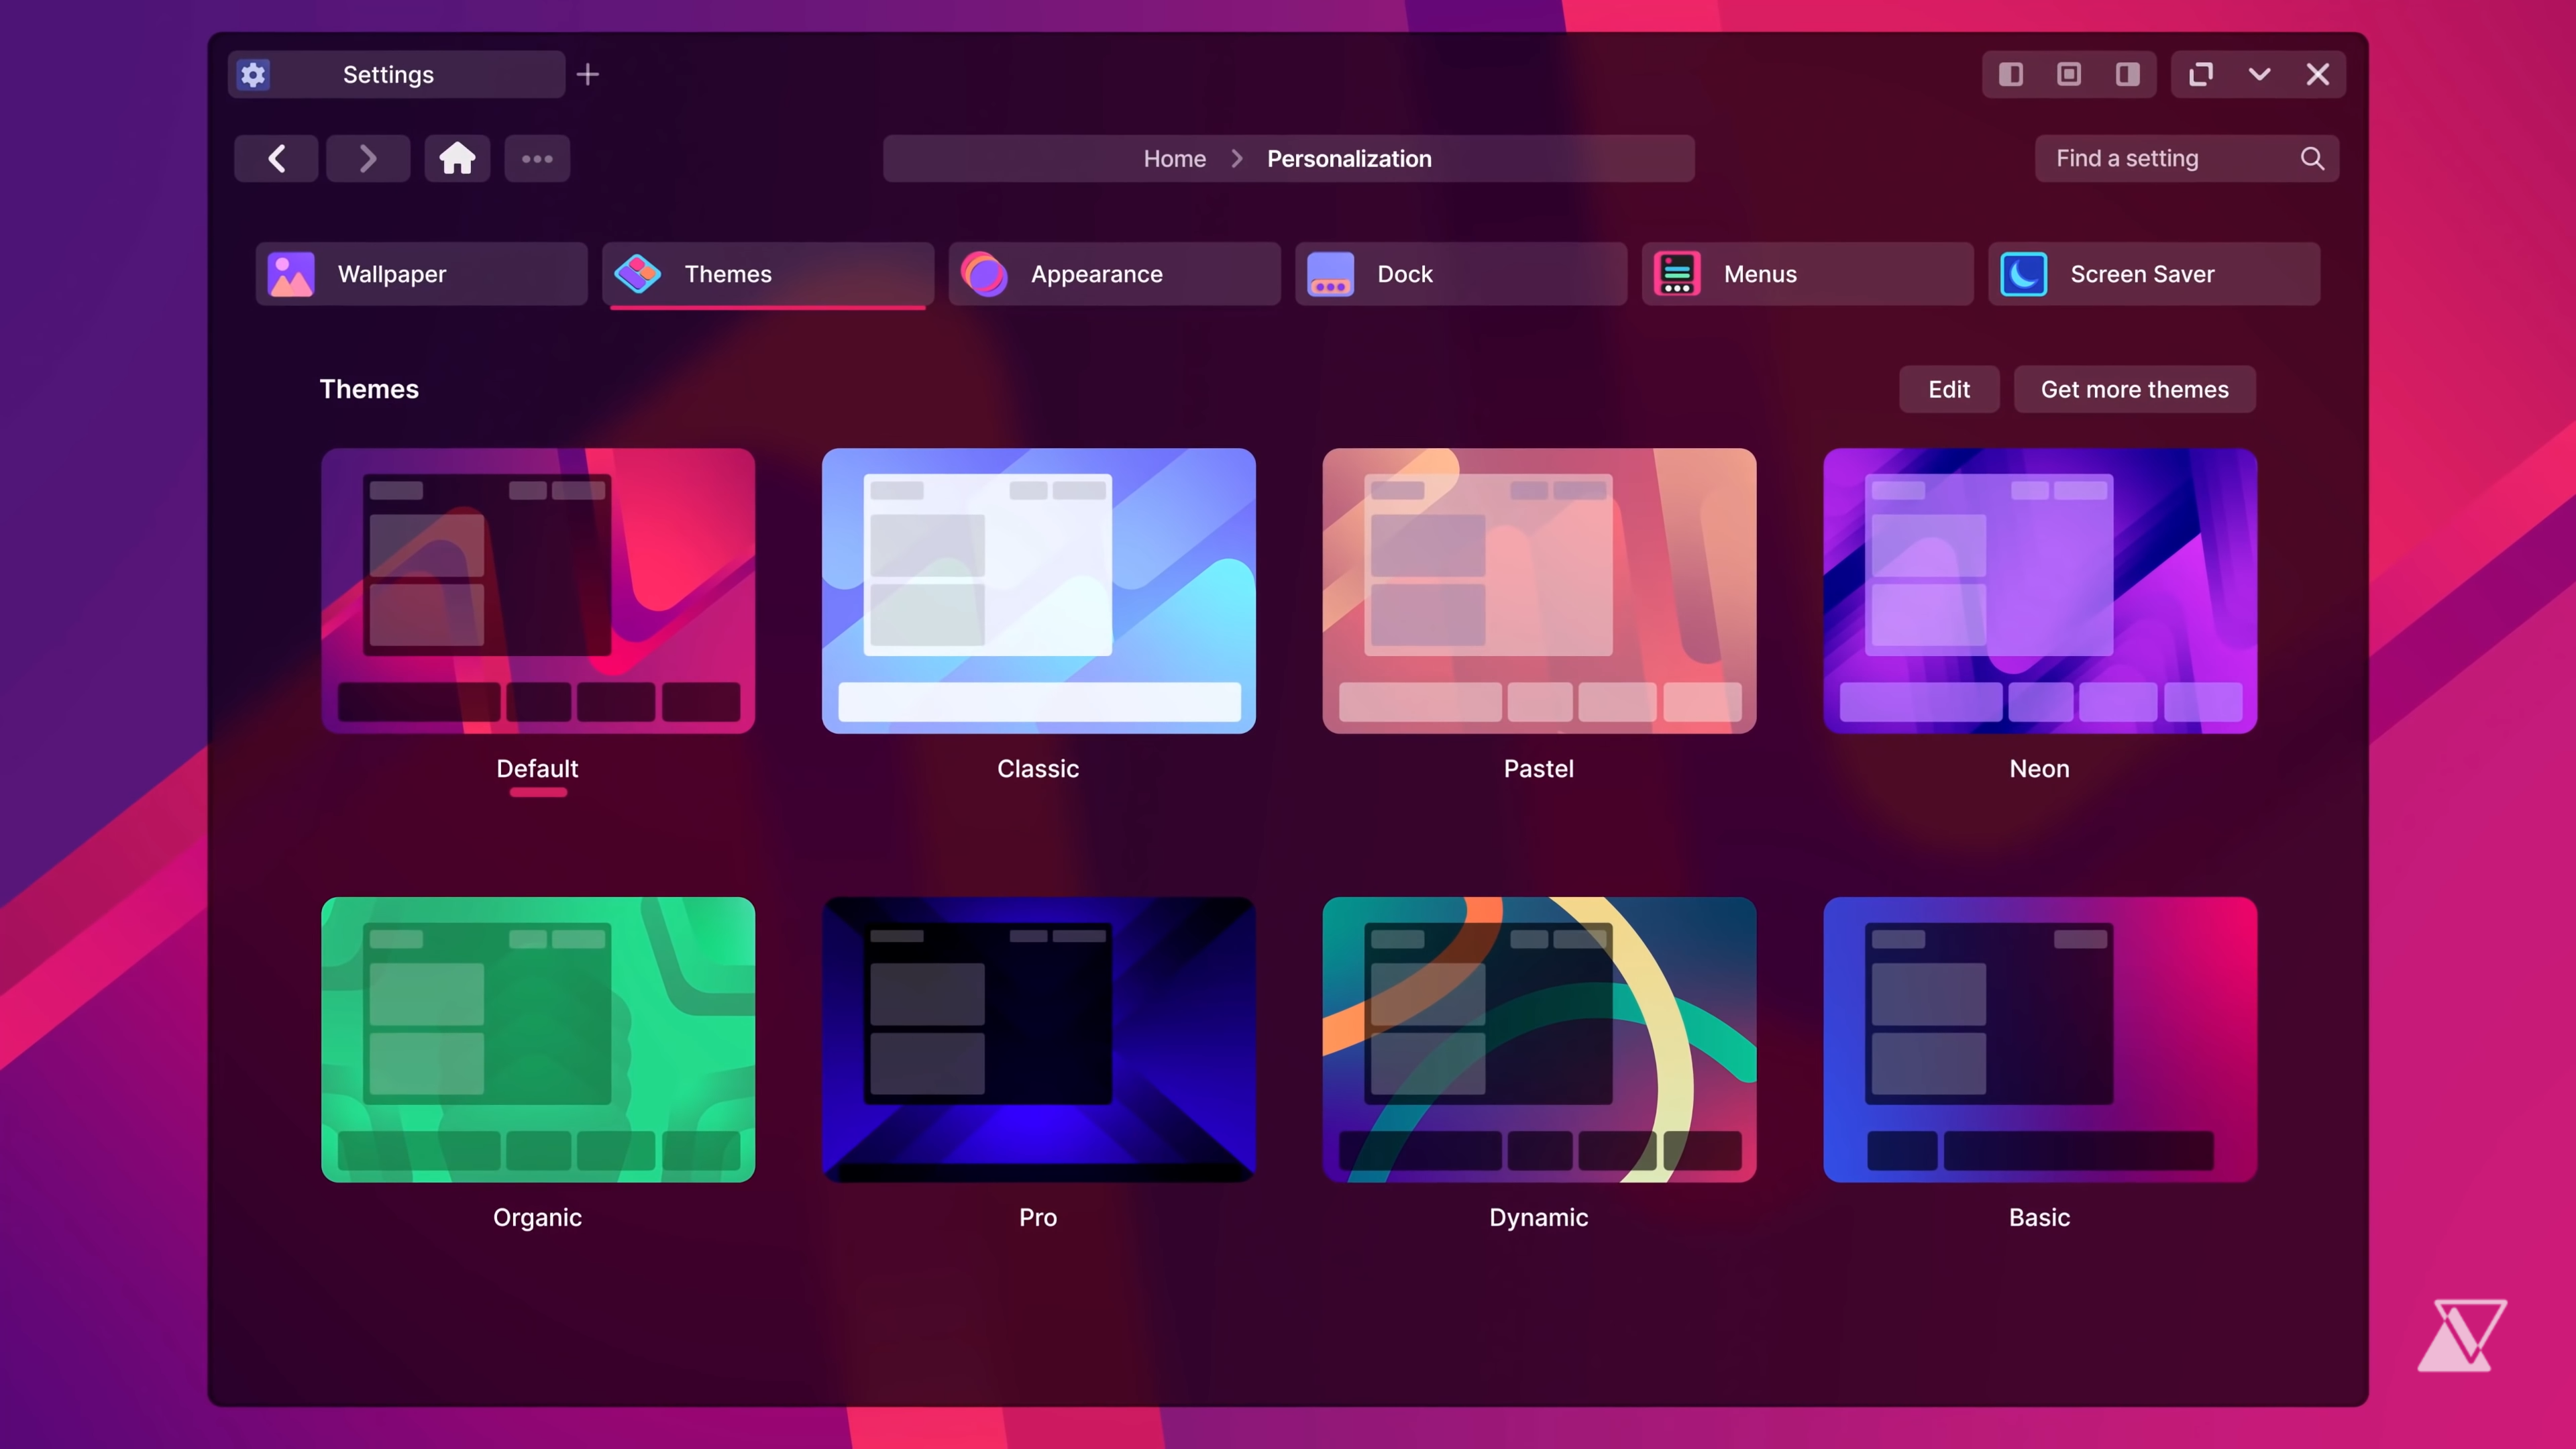 Settings
Home > Personalization
Find a setting
Wallpaper
Themes
Appearance
Dock
Menus
Screen Saver
Themes
Edit
Get more themes
Default
Classic
Pastel
Neon
Organic
Pro
Dynamic
Basic